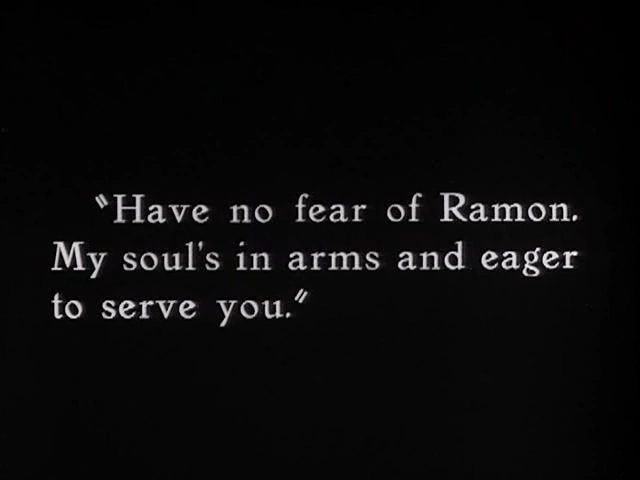 "Have no fear of Ramon.
My soul's in arms and eager
to serve you."